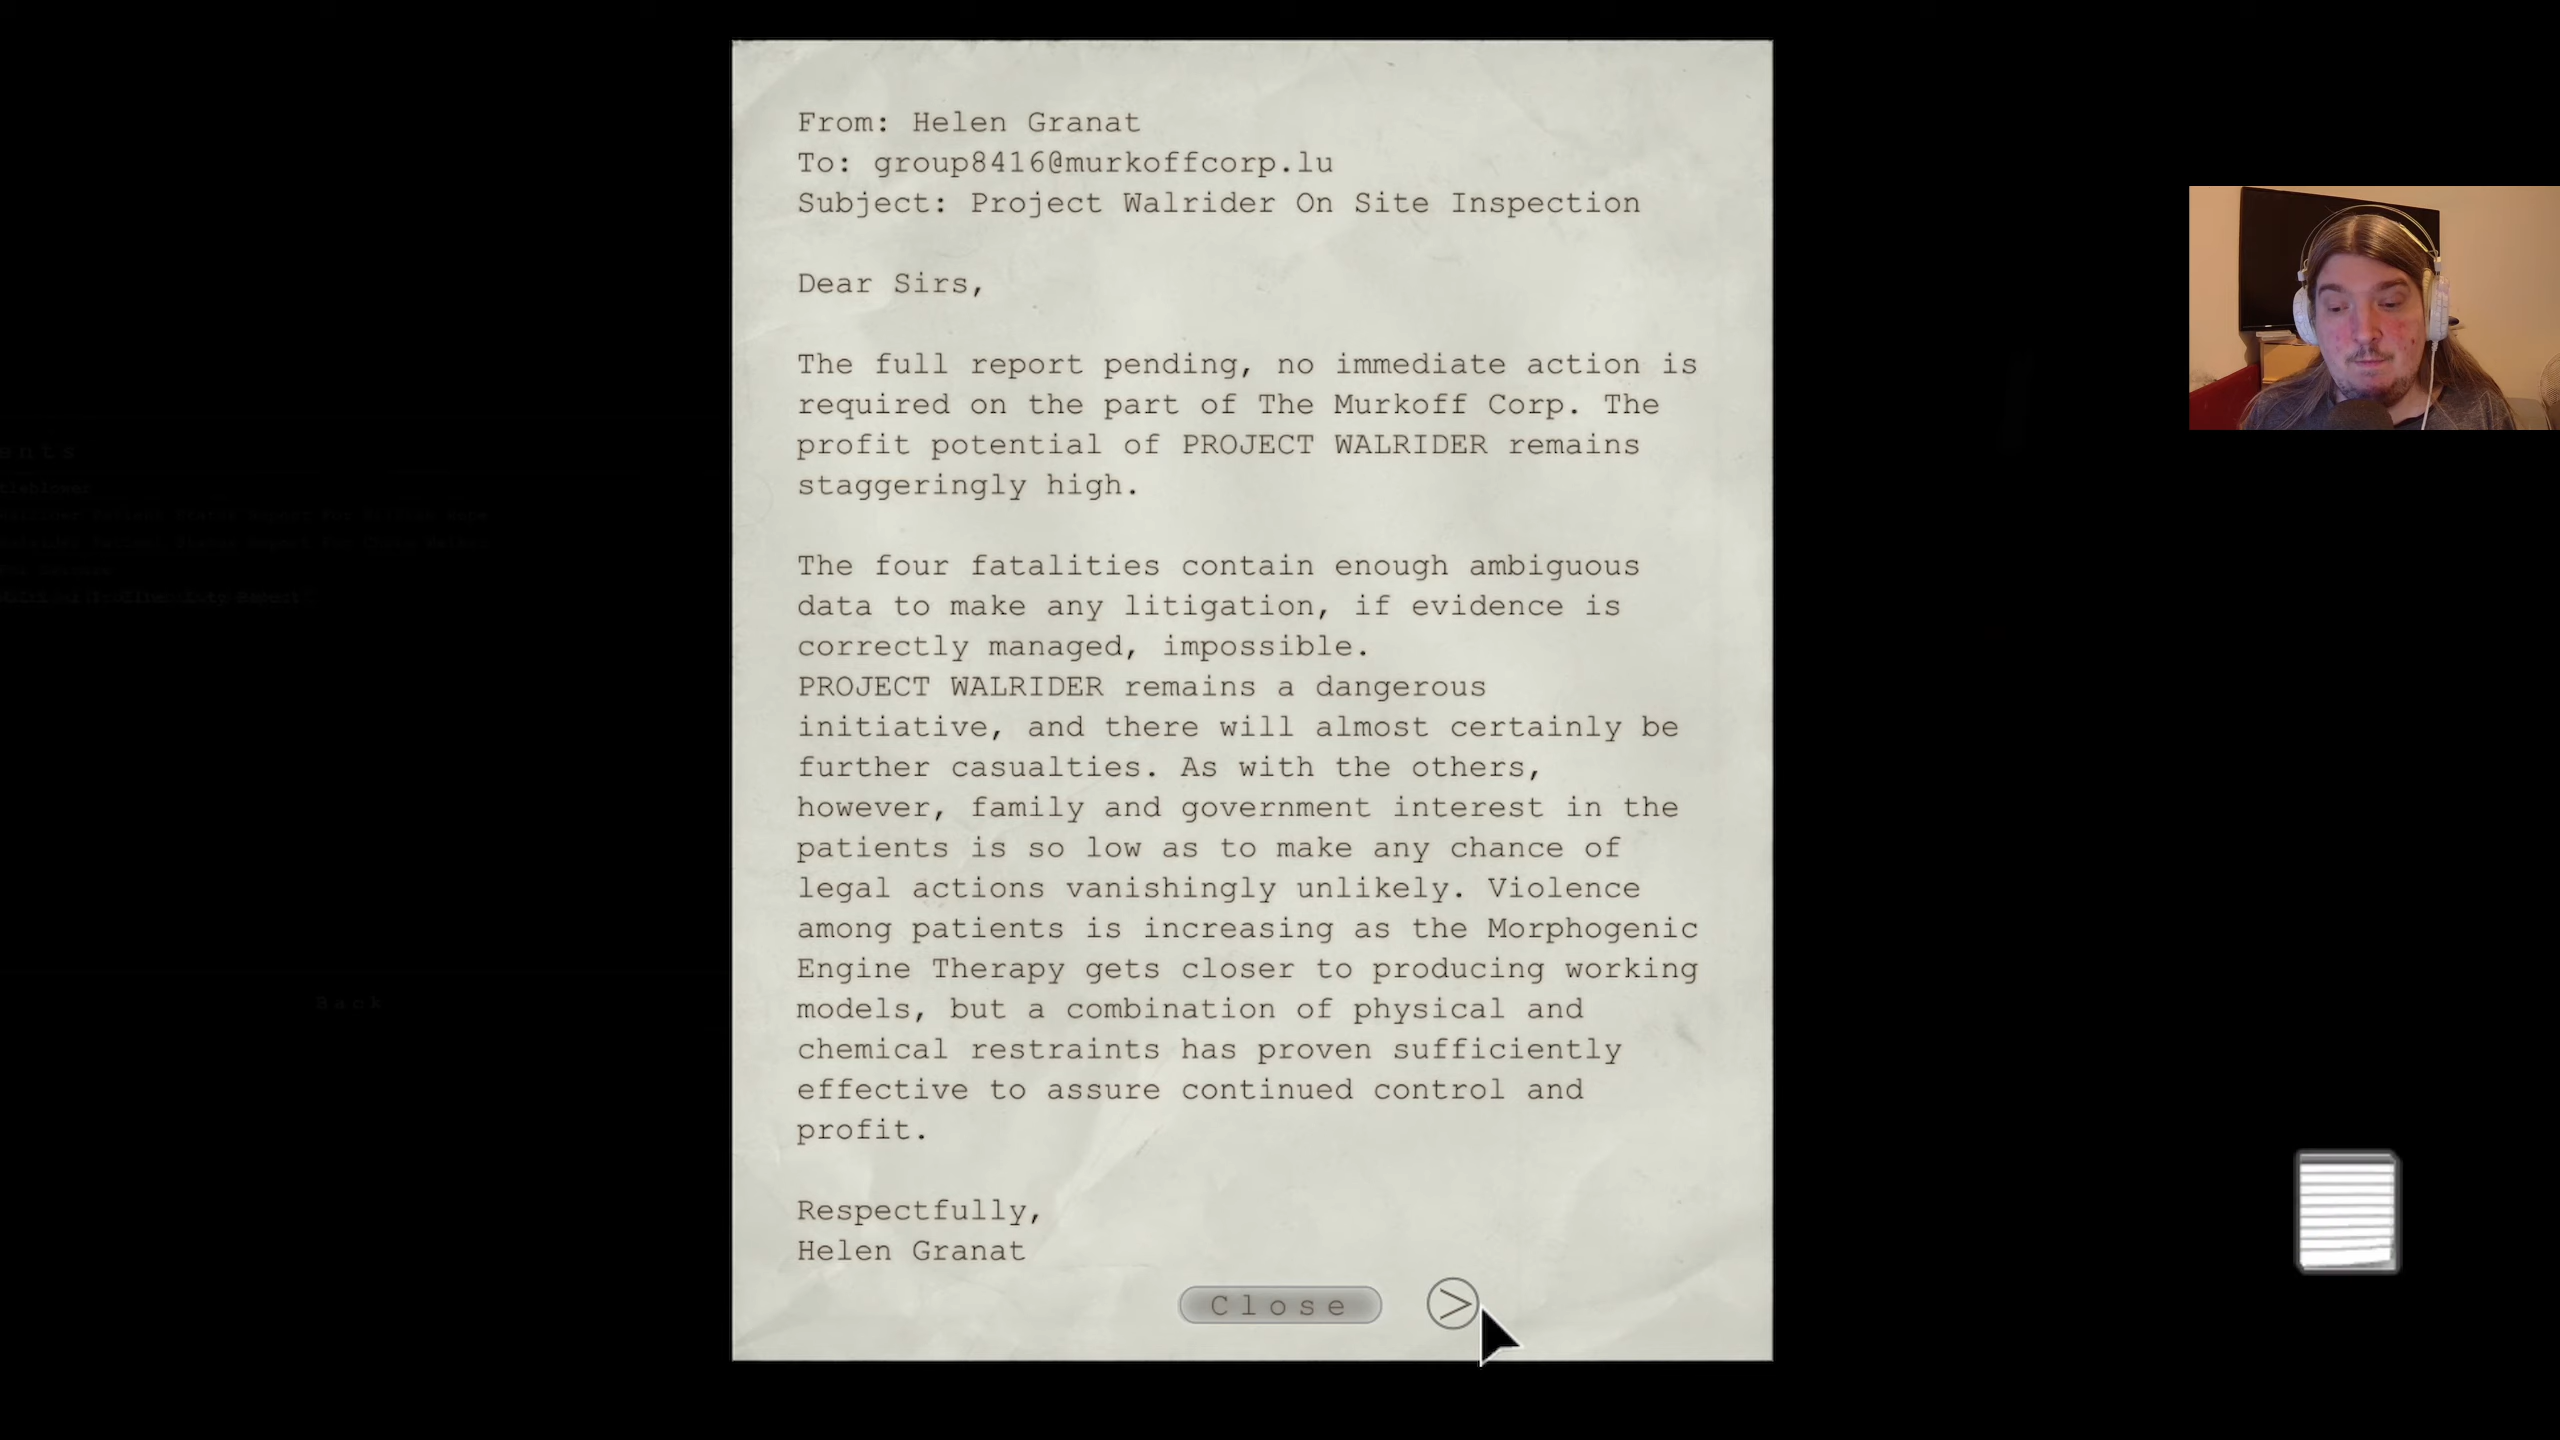 From: Helen Granat
To: group8416@murkoffcorp.lu
Subject: Project Walrider On Site Inspection
Dear Sirs,
The full report pending, no immediate action is
required on the part of The Murkoff Corp. The
profit potential of PROJECT WALRIDER remains
staggeringly high.
The four fatalities contain enough ambiguous
data to make any litigation, if evidence is
correctly managed, impossible.
PROJECT WALRIDER remains a dangerous
initiative, and there will almost certainly be
further casualties. As with the others,
however, family and government interest in the
patients is so low as to make any chance of
legal actions vanishingly unlikely. Violence
among patients is increasing as the Morphogenic
Engine Therapy gets closer to producing working
models, but a combination of physical and
chemical restraints has proven sufficiently
effective to assure continued control and
profit.
Respectfully,
Helen Granat
Close >
ents
Back